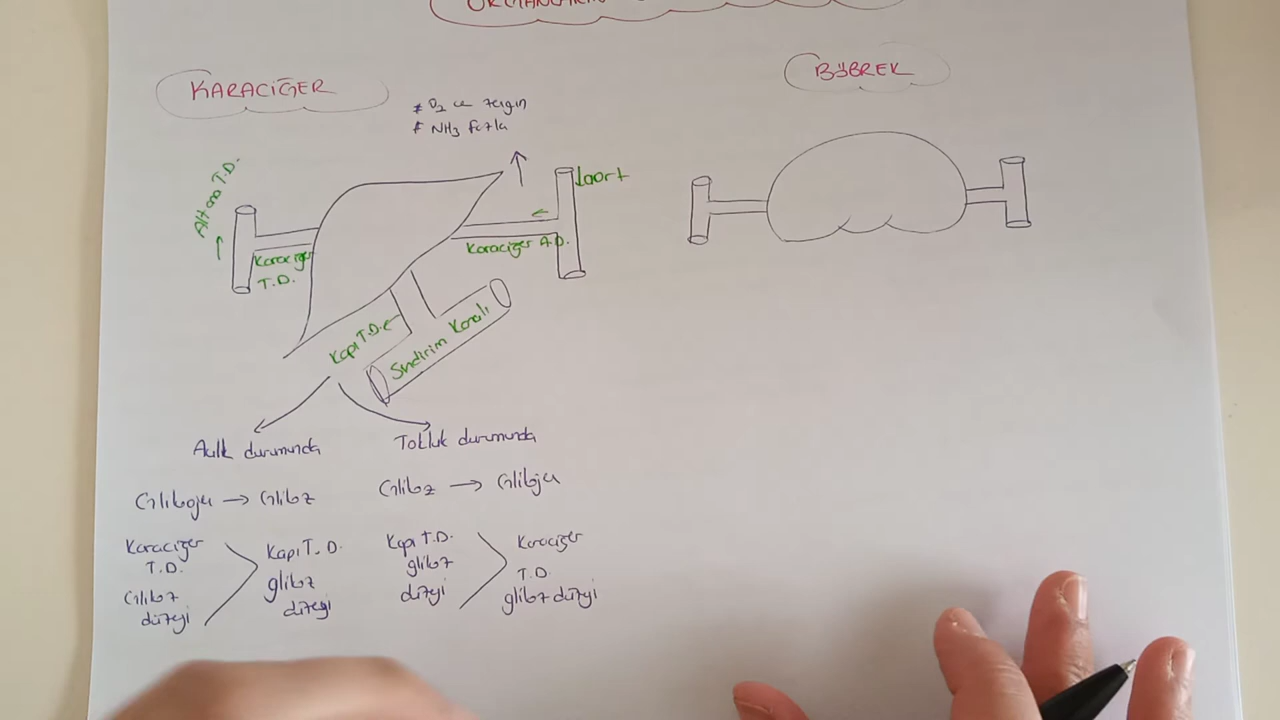 KARACİĞER
BÖBREK
* O2 ce zengin
* NH3 fazla
Alt ana T.D.
Aort
Karaciğer
T.D.
Karaciğer A.D.
Kapı T.D.
Sindirim Kanalı
Açlık durumunda
Tokluk durumunda
Glikojen → Glikoz
Glikoz → Glikojen
Karaciğer
T.D.
Glikoz
düzeyi
>
Kapı T.D.
glikoz
düzeyi
Kapı T.D.
glikoz
düzeyi
>
Karaciğer
T.D
glikoz düzeyi